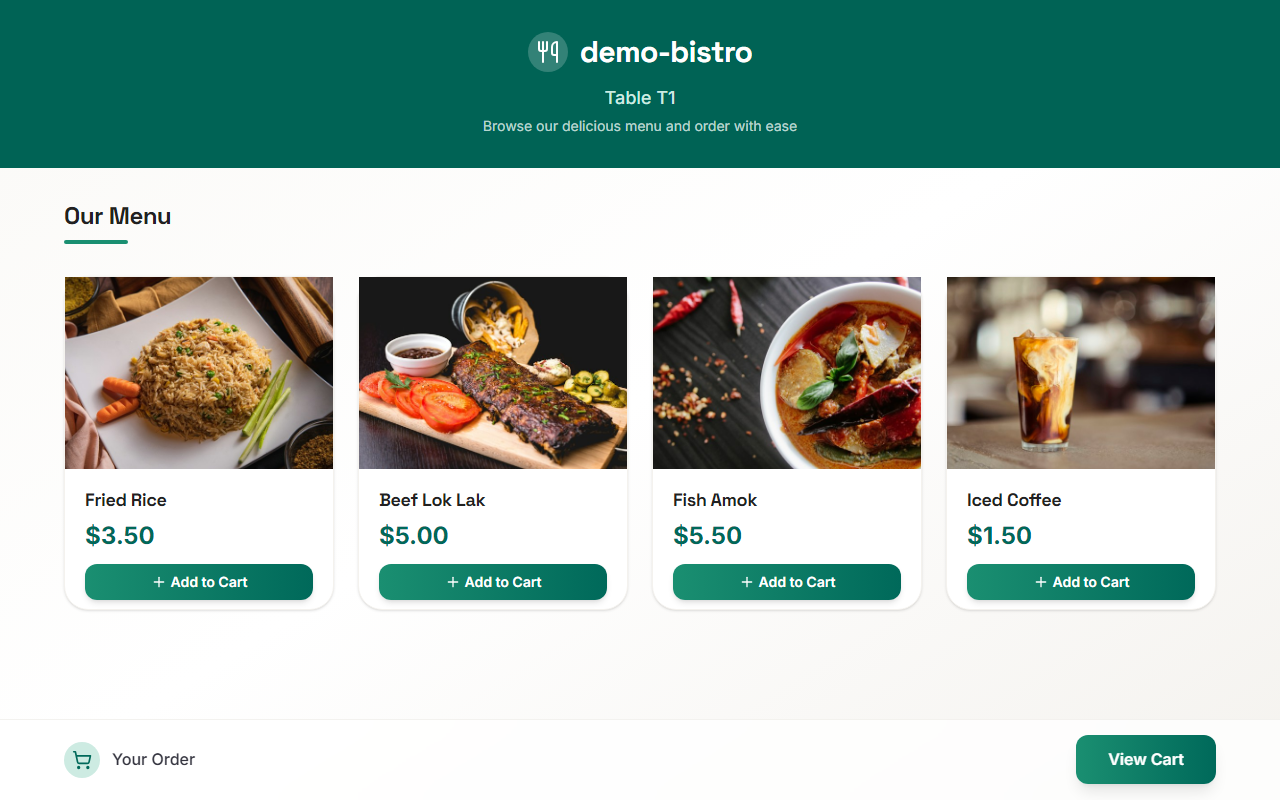 demo-bistro
Table T1
Browse our delicious menu and order with ease
Our Menu
Fried Rice
$3.50
+ Add to Cart
Beef Lok Lak
$5.00
+ Add to Cart
Fish Amok
$5.50
+ Add to Cart
Iced Coffee
$1.50
+ Add to Cart
Your Order
View Cart